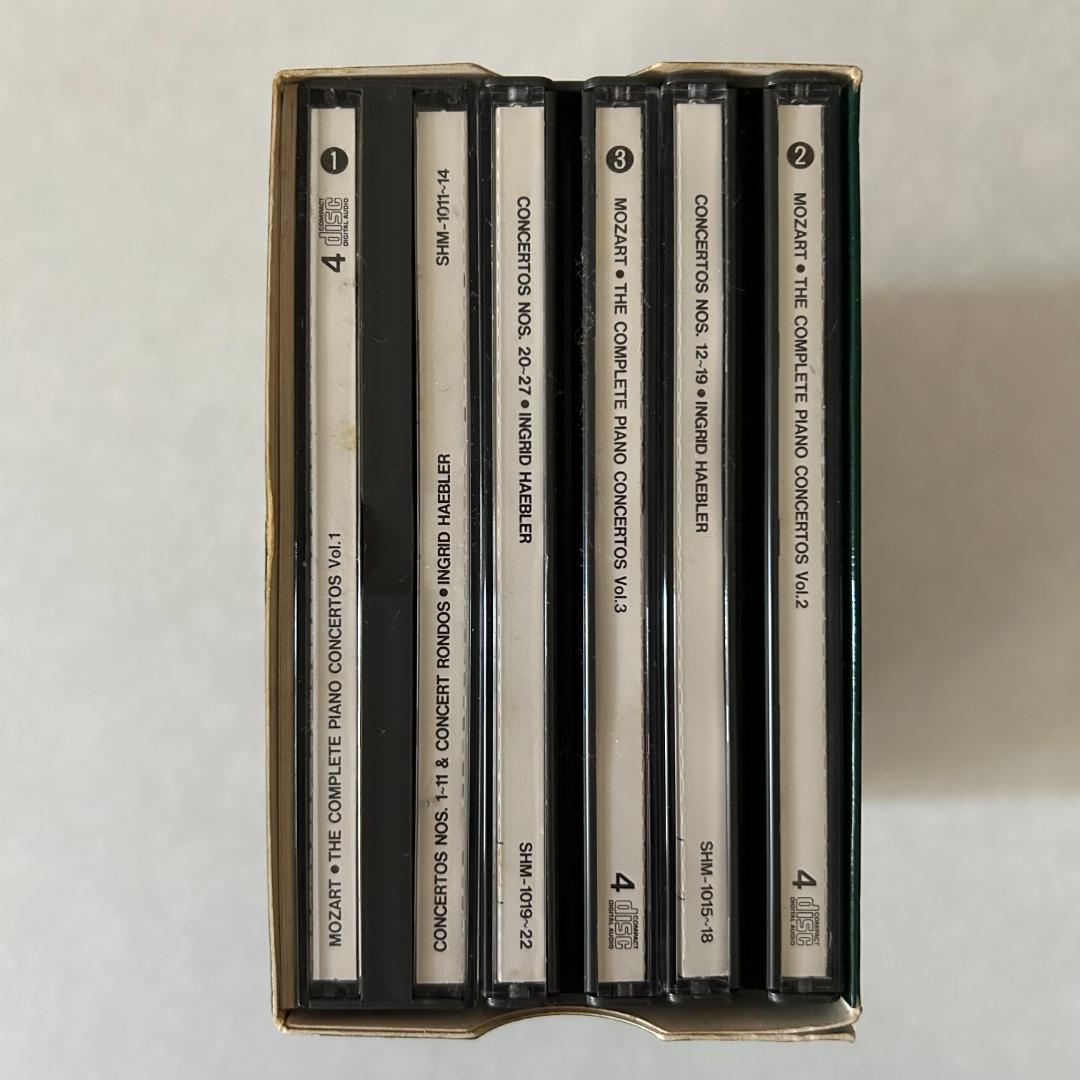 ❶ 4 COMPACT disc DIGITAL AUDIO
MOZART • THE COMPLETE PIANO CONCERTOS Vol.1
CONCERTOS NOS. 1~11 & CONCERT RONDOS • INGRID HAEBLER
SHM-1011~14
CONCERTOS NOS. 20~27 • INGRID HAEBLER
SHM-1019~22
❸ MOZART • THE COMPLETE PIANO CONCERTOS Vol.3
4 COMPACT disc DIGITAL AUDIO
CONCERTOS NOS. 12~19 • INGRID HAEBLER
SHM-1015~18
❷ MOZART • THE COMPLETE PIANO CONCERTOS Vol.2
4 COMPACT disc DIGITAL AUDIO